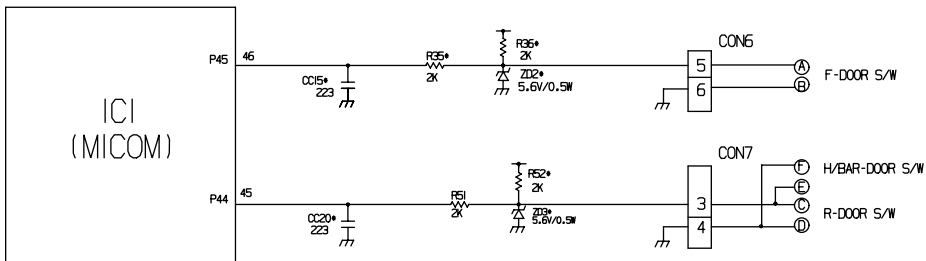 IC1
(MICOM)
P45
46
CC15*
223
R35*
2K
R36*
2K
ZD2*
5.6V/0.5W
CON6
5
6
A
B
F-DOOR S/W
P44
45
CC20*
223
R51
2K
R52*
2K
ZD3*
5.6V/0.5W
CON7
3
4
F
E
C
D
H/BAR-DOOR S/W
R-DOOR S/W